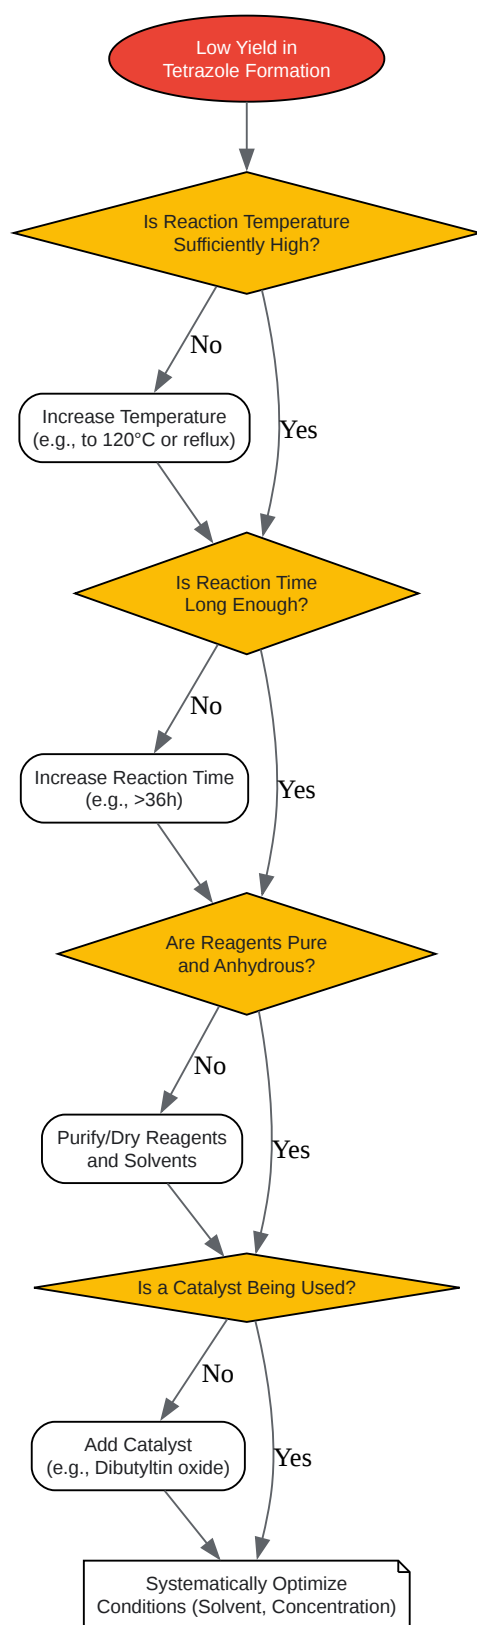 Low Yield in
Tetrazole Formation
Is Reaction Temperature
Sufficiently High?
No
Increase Temperature
(e.g., to 120°C or reflux)
Yes
Is Reaction Time
Long Enough?
No
Increase Reaction Time
(e.g., >36h)
Yes
Are Reagents Pure
and Anhydrous?
No
Purify/Dry Reagents
and Solvents
Yes
Is a Catalyst Being Used?
No
Add Catalyst
(e.g., Dibutyltin oxide)
Yes
Systematically Optimize
Conditions (Solvent, Concentration)